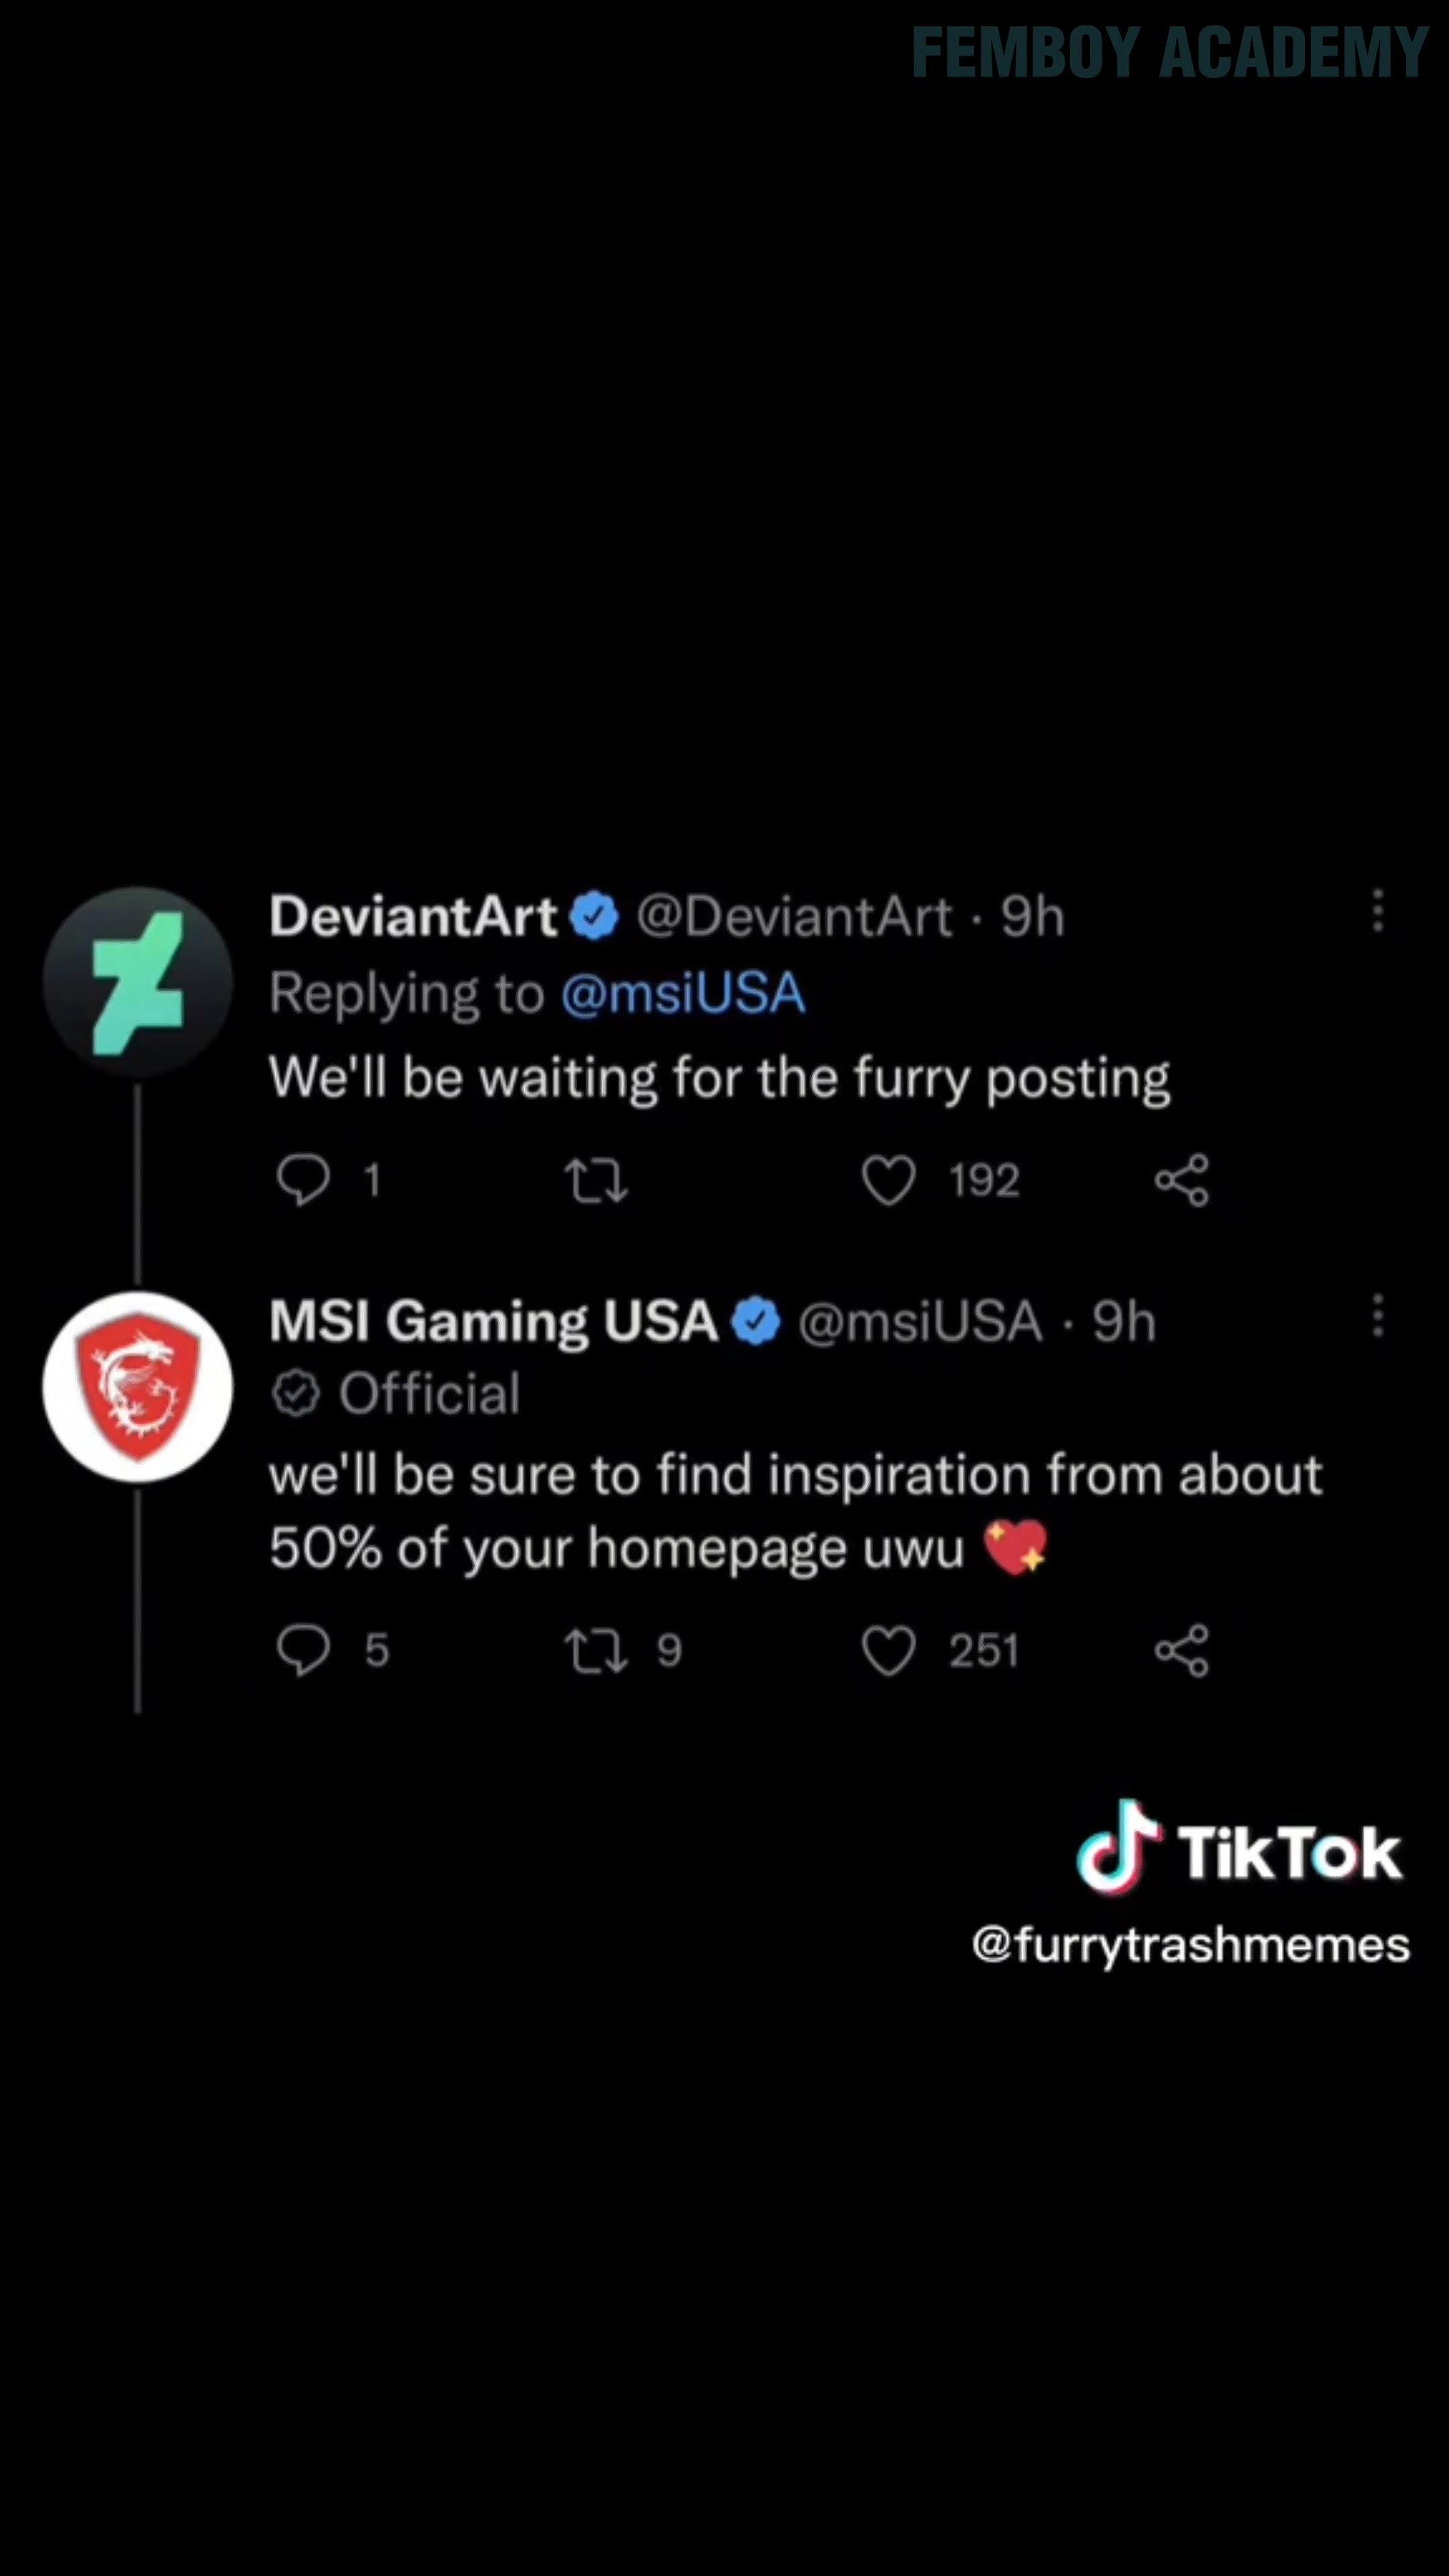 FEMBOY ACADEMY
DeviantArt @DeviantArt · 9h
Replying to @msiUSA
We'll be waiting for the furry posting
1 192
MSI Gaming USA @msiUSA · 9h
Official
we'll be sure to find inspiration from about
50% of your homepage uwu 💖
5 9 251
TikTok
@furrytrashmemes